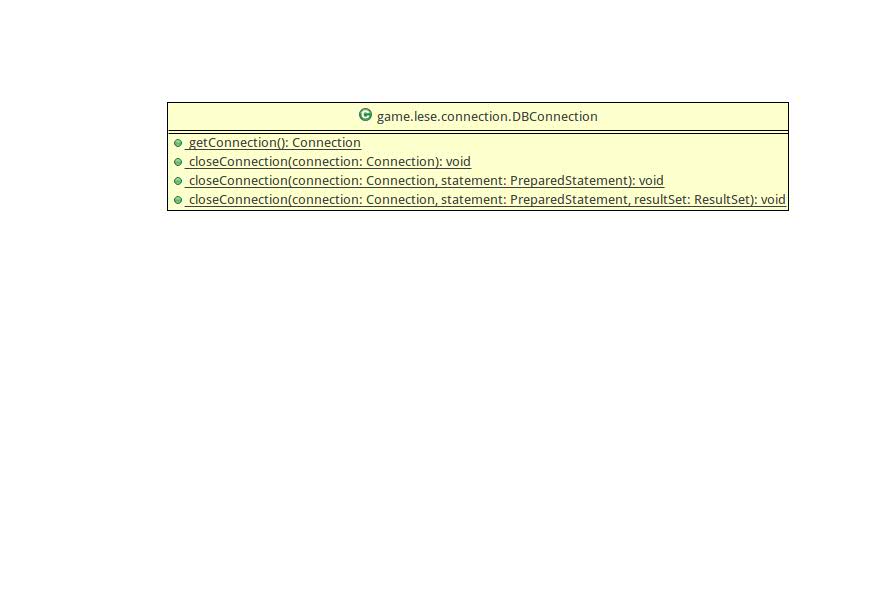 C game.lese.connection.DBConnection
getConnection(): Connection
closeConnection(connection: Connection): void
closeConnection(connection: Connection, statement: PreparedStatement): void
closeConnection(connection: Connection, statement: PreparedStatement, resultSet: ResultSet): void